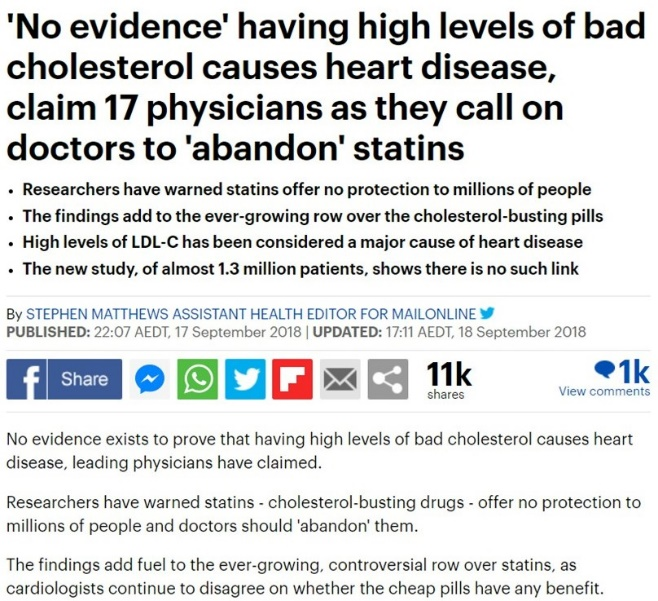 'No evidence' having high levels of bad
cholesterol causes heart disease,
claim 17 physicians as they call on
doctors to 'abandon' statins
• Researchers have warned statins offer no protection to millions of people
• The findings add to the ever-growing row over the cholesterol-busting pills
• High levels of LDL-C has been considered a major cause of heart disease
• The new study, of almost 1.3 million patients, shows there is no such link
By STEPHEN MATTHEWS ASSISTANT HEALTH EDITOR FOR MAILONLINE
PUBLISHED: 22:07 AEDT, 17 September 2018 | UPDATED: 17:11 AEDT, 18 September 2018
f Share
11k
shares
1k
View comments
No evidence exists to prove that having high levels of bad cholesterol causes heart
disease, leading physicians have claimed.
Researchers have warned statins - cholesterol-busting drugs - offer no protection to
millions of people and doctors should 'abandon' them.
The findings add fuel to the ever-growing, controversial row over statins, as
cardiologists continue to disagree on whether the cheap pills have any benefit.